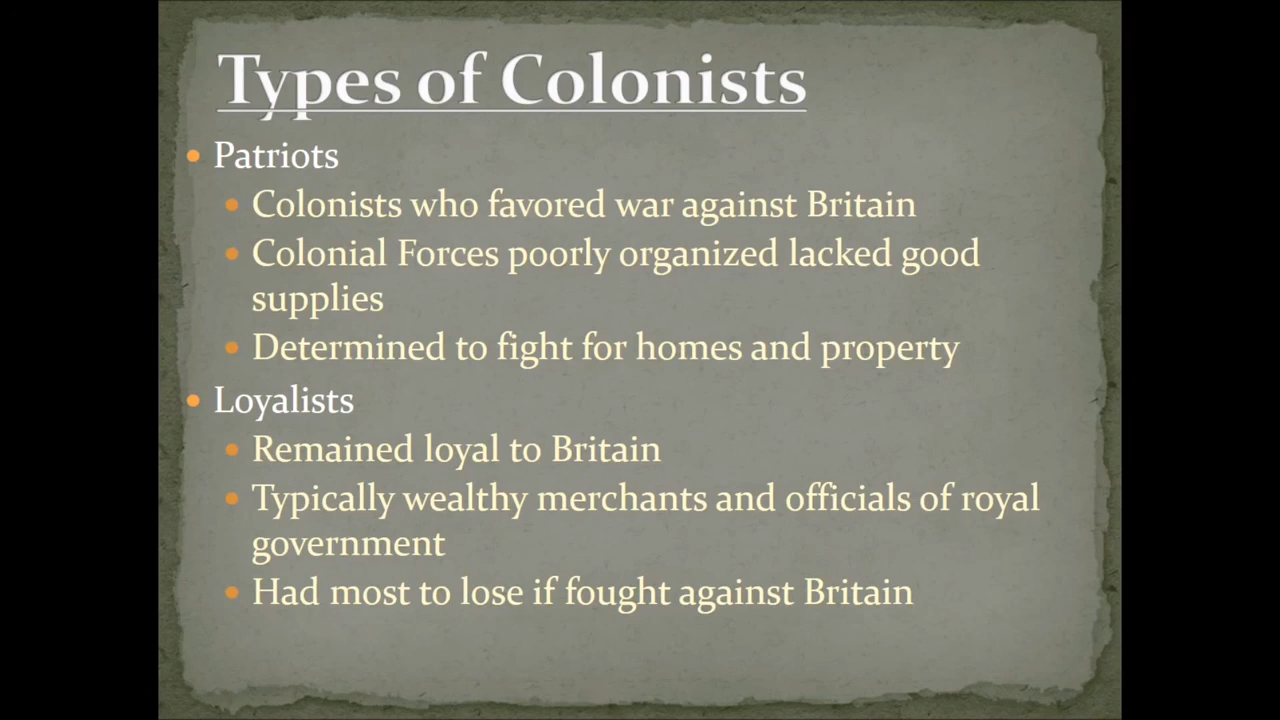 Types of Colonists
• Patriots
• Colonists who favored war against Britain
• Colonial Forces poorly organized lacked good
supplies
• Determined to fight for homes and property
• Loyalists
• Remained loyal to Britain
• Typically wealthy merchants and officials of royal
government
• Had most to lose if fought against Britain